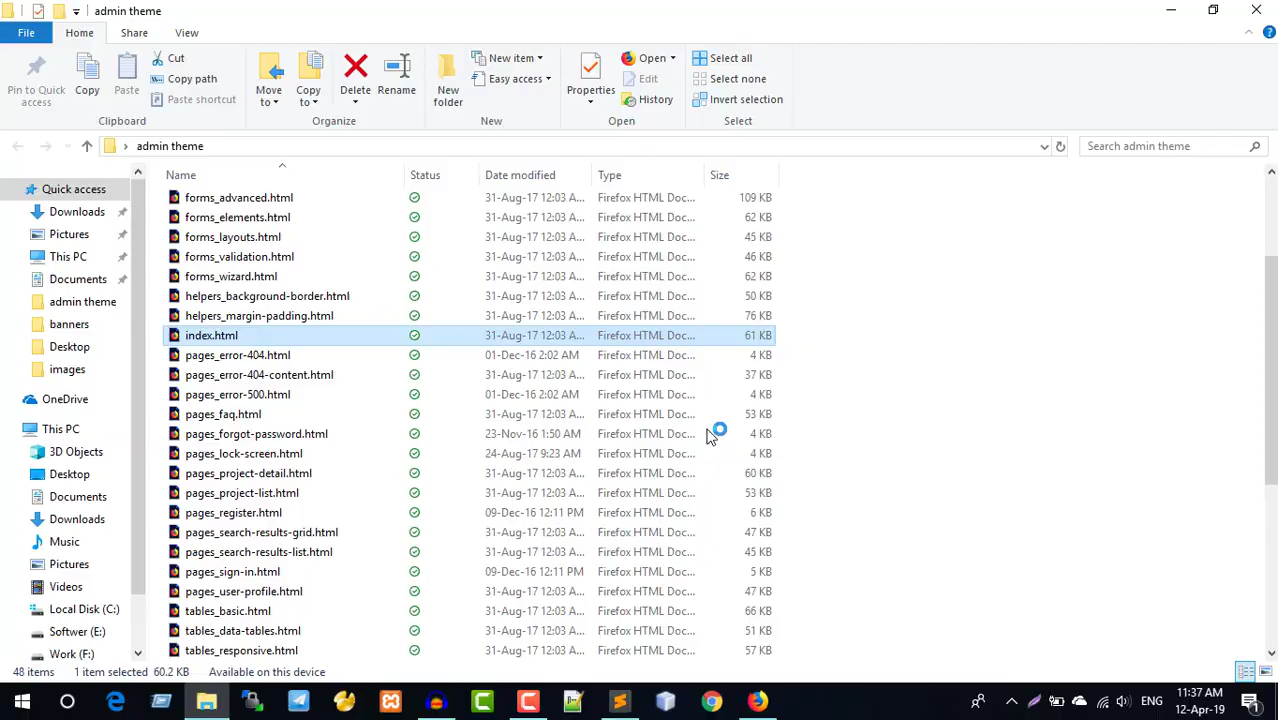 admin theme
File Home Share View
Pin to Quick access
Copy
Paste
Cut
Copy path
Paste shortcut
Clipboard
Move to
Copy to
Delete
Rename
Organize
New folder
New item
Easy access
New
Properties
Open
Edit
History
Open
Select all
Select none
Invert selection
Select
admin theme
Search admin theme
Quick access
Downloads
Pictures
This PC
Documents
admin theme
banners
Desktop
images
OneDrive
This PC
3D Objects
Desktop
Documents
Downloads
Music
Pictures
Videos
Local Disk (C:)
Softwer (E:)
Work (F:)
Name Status Date modified Type Size
forms_advanced.html 31-Aug-17 12:03 A... Firefox HTML Doc... 109 KB
forms_elements.html 31-Aug-17 12:03 A... Firefox HTML Doc... 62 KB
forms_layouts.html 31-Aug-17 12:03 A... Firefox HTML Doc... 45 KB
forms_validation.html 31-Aug-17 12:03 A... Firefox HTML Doc... 46 KB
forms_wizard.html 31-Aug-17 12:03 A... Firefox HTML Doc... 62 KB
helpers_background-border.html 31-Aug-17 12:03 A... Firefox HTML Doc... 50 KB
helpers_margin-padding.html 31-Aug-17 12:03 A... Firefox HTML Doc... 76 KB
index.html 31-Aug-17 12:03 A... Firefox HTML Doc... 61 KB
pages_error-404.html 01-Dec-16 2:02 AM Firefox HTML Doc... 4 KB
pages_error-404-content.html 31-Aug-17 12:03 A... Firefox HTML Doc... 37 KB
pages_error-500.html 01-Dec-16 2:02 AM Firefox HTML Doc... 4 KB
pages_faq.html 31-Aug-17 12:03 A... Firefox HTML Doc... 53 KB
pages_forgot-password.html 23-Nov-16 1:50 AM Firefox HTML Doc... 4 KB
pages_lock-screen.html 24-Aug-17 9:23 AM Firefox HTML Doc... 4 KB
pages_project-detail.html 31-Aug-17 12:03 A... Firefox HTML Doc... 60 KB
pages_project-list.html 31-Aug-17 12:03 A... Firefox HTML Doc... 53 KB
pages_register.html 09-Dec-16 12:11 PM Firefox HTML Doc... 6 KB
pages_search-results-grid.html 31-Aug-17 12:03 A... Firefox HTML Doc... 47 KB
pages_search-results-list.html 31-Aug-17 12:03 A... Firefox HTML Doc... 45 KB
pages_sign-in.html 09-Dec-16 12:11 PM Firefox HTML Doc... 5 KB
pages_user-profile.html 31-Aug-17 12:03 A... Firefox HTML Doc... 47 KB
tables_basic.html 31-Aug-17 12:03 A... Firefox HTML Doc... 66 KB
tables_data-tables.html 31-Aug-17 12:03 A... Firefox HTML Doc... 51 KB
tables_responsive.html 31-Aug-17 12:03 A... Firefox HTML Doc... 57 KB
48 items 1 item selected 60.2 KB Available on this device
ENG
11:37 AM
12-Apr-19